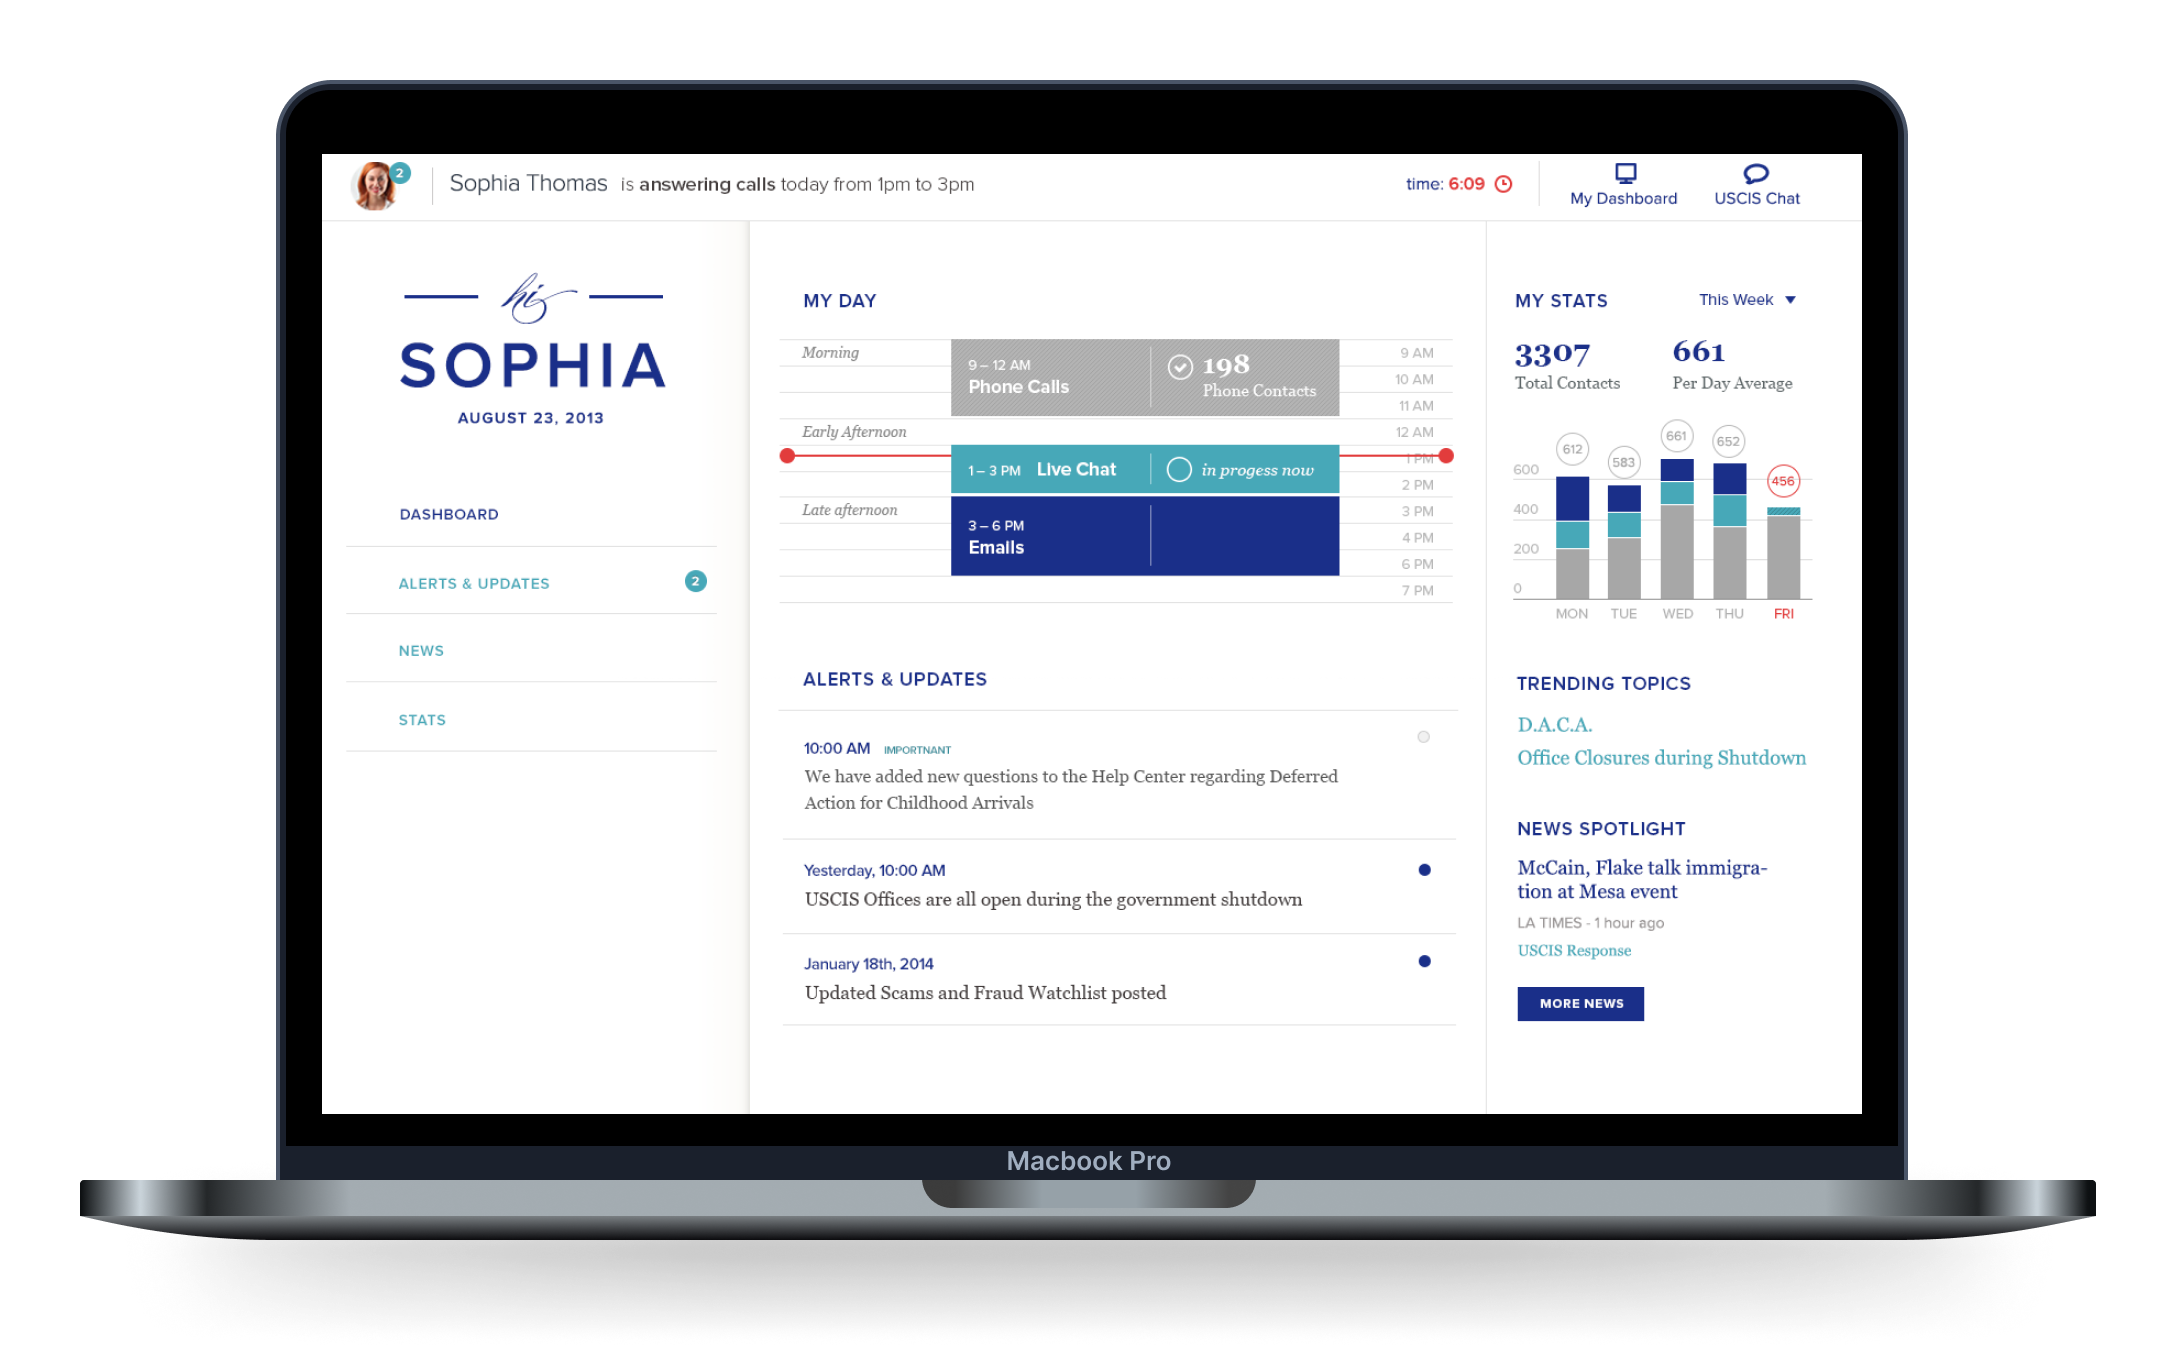 2
Sophia Thomas is answering calls today from 1pm to 3pm
time: 6:09
My Dashboard
USCIS Chat
hi
SOPHIA
AUGUST 23, 2013
DASHBOARD
ALERTS & UPDATES 2
NEWS
STATS
MY DAY
Morning
Early Afternoon
Late afternoon
9 – 12 AM
Phone Calls
198
Phone Contacts
1 – 3 PM LIve Chat in progess now
3 – 6 PM
Emails
9 AM
10 AM
11 AM
12 AM
1 PM
2 PM
3 PM
4 PM
6 PM
7 PM
ALERTS & UPDATES
10:00 AM IMPORTNANT
We have added new questions to the Help Center regarding Deferred
Action for Childhood Arrivals
Yesterday, 10:00 AM
USCIS Offices are all open during the government shutdown
January 18th, 2014
Updated Scams and Fraud Watchlist posted
MY STATS This Week
3307 661
Total Contacts Per Day Average
612 583 661 652 456
600
400
200
0
MON TUE WED THU FRI
TRENDING TOPICS
D.A.C.A.
Office Closures during Shutdown
NEWS SPOTLIGHT
McCain, Flake talk immigra-
tion at Mesa event
LA TIMES - 1 hour ago
USCIS Response
MORE NEWS
Macbook Pro